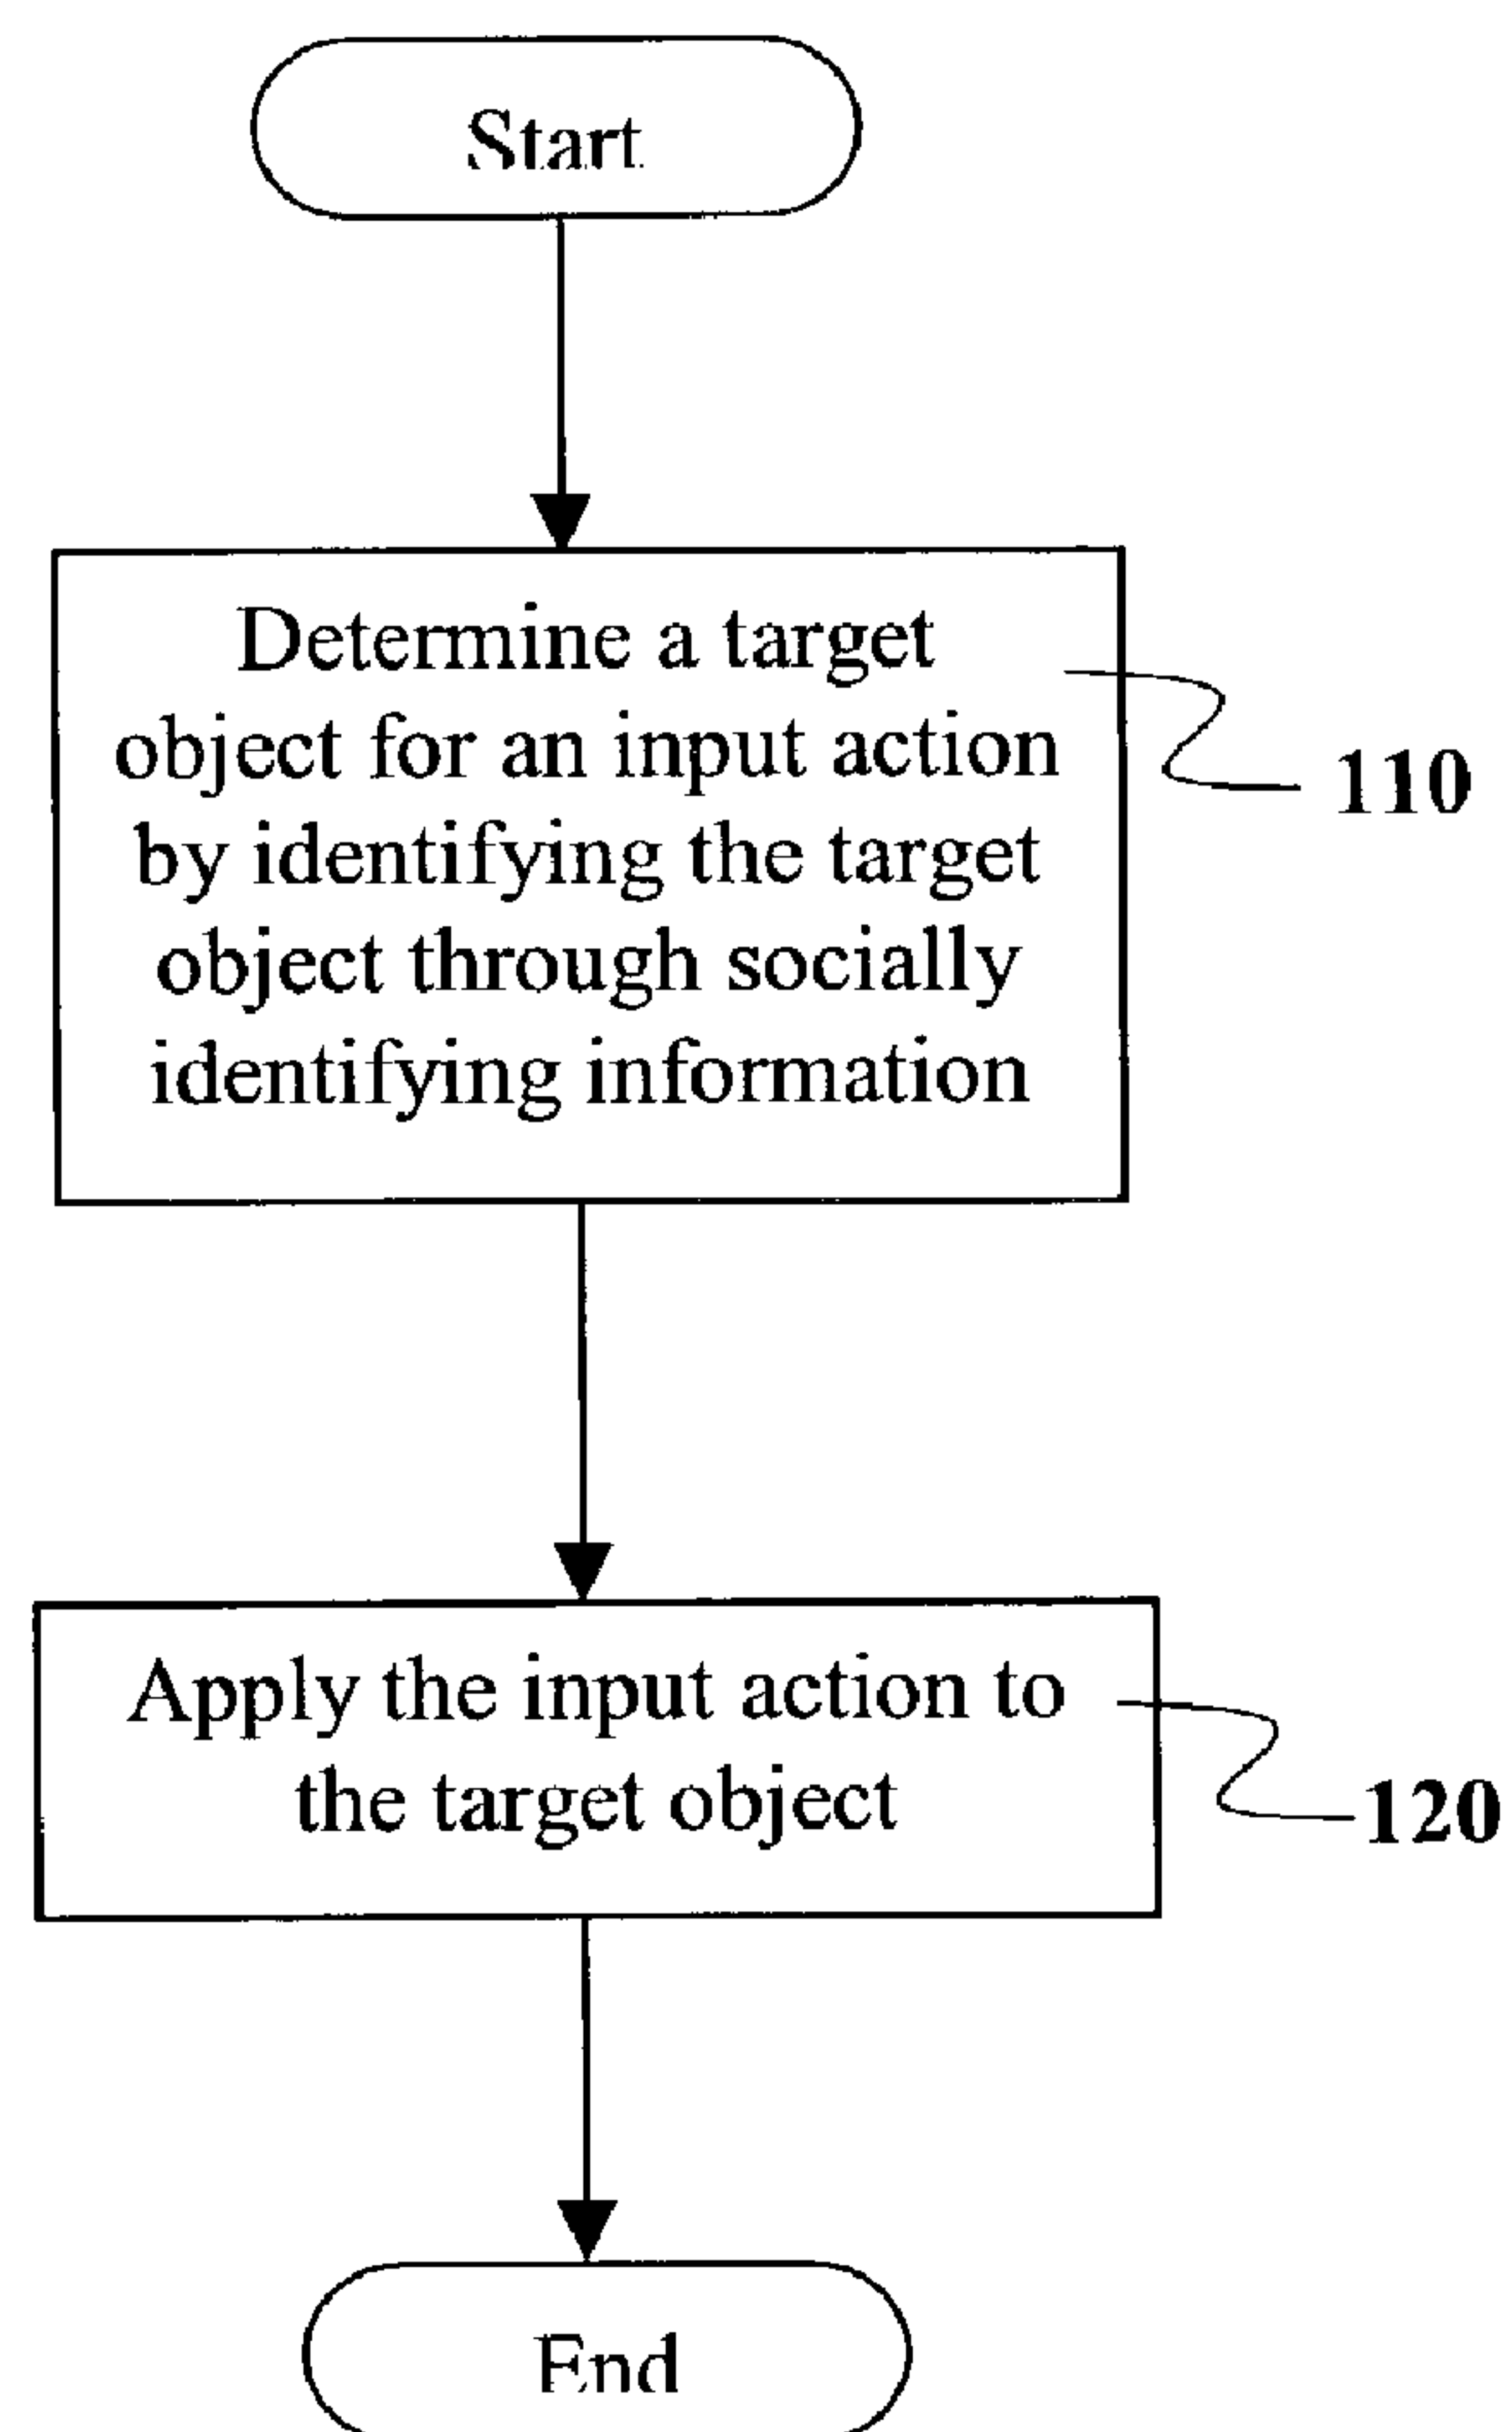 Start
Determine a target
object for an input action
by identifying the target
object through socially
identifying information
110
Apply the input action to
the target object
120
End